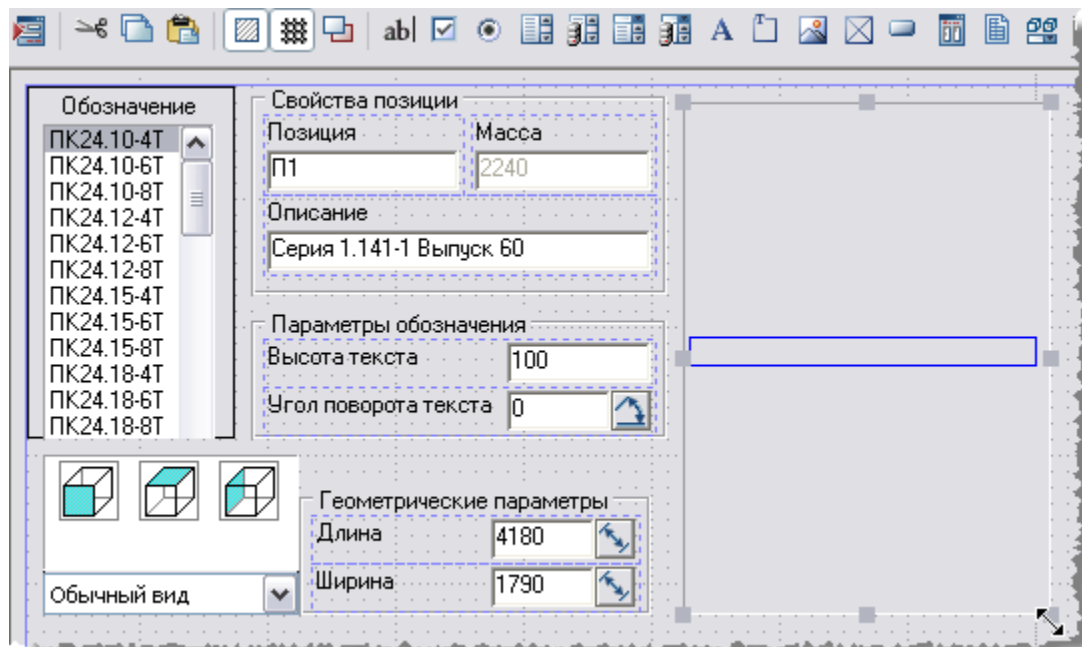 ab|
A
Обозначение
ПК24.10-4Т
ПК24.10-6Т
ПК24.10-8Т
ПК24.12-4Т
ПК24.12-6Т
ПК24.12-8Т
ПК24.15-4Т
ПК24.15-6Т
ПК24.15-8Т
ПК24.18-4Т
ПК24.18-6Т
ПК24.18-8Т
Свойства позиции
Позиция Масса
П1 2240
Описание
Серия 1.141-1 Выпуск 60
Параметры обозначения
Высота текста 100
Угол поворота текста 0
Обычный вид
Геометрические параметры
Длина 4180
Ширина 1790